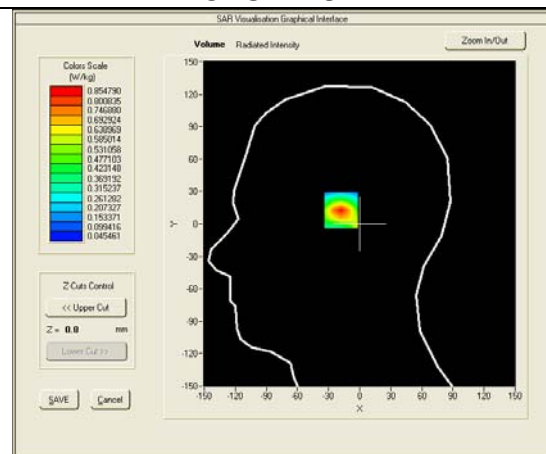 SAR Visualisation Graphical Interface
Volume Radiated Intensity
Zoom In/Out
Colors Scale
(W/kg)
0.854790
0.800835
0.746880
0.692924
0.638969
0.585014
0.531058
0.477103
0.423148
0.369192
0.315237
0.261282
0.207327
0.153371
0.099416
0.045461
150
120
90
60
30
0
-30
-60
-90
-120
-150
Y
-150 -120 -90 -60 -30 0 30 60 90 120 150
X
Z Cuts Control
<< Upper Cut
Z = 0.0 mm
Lower Cut >>
SAVE Cancel